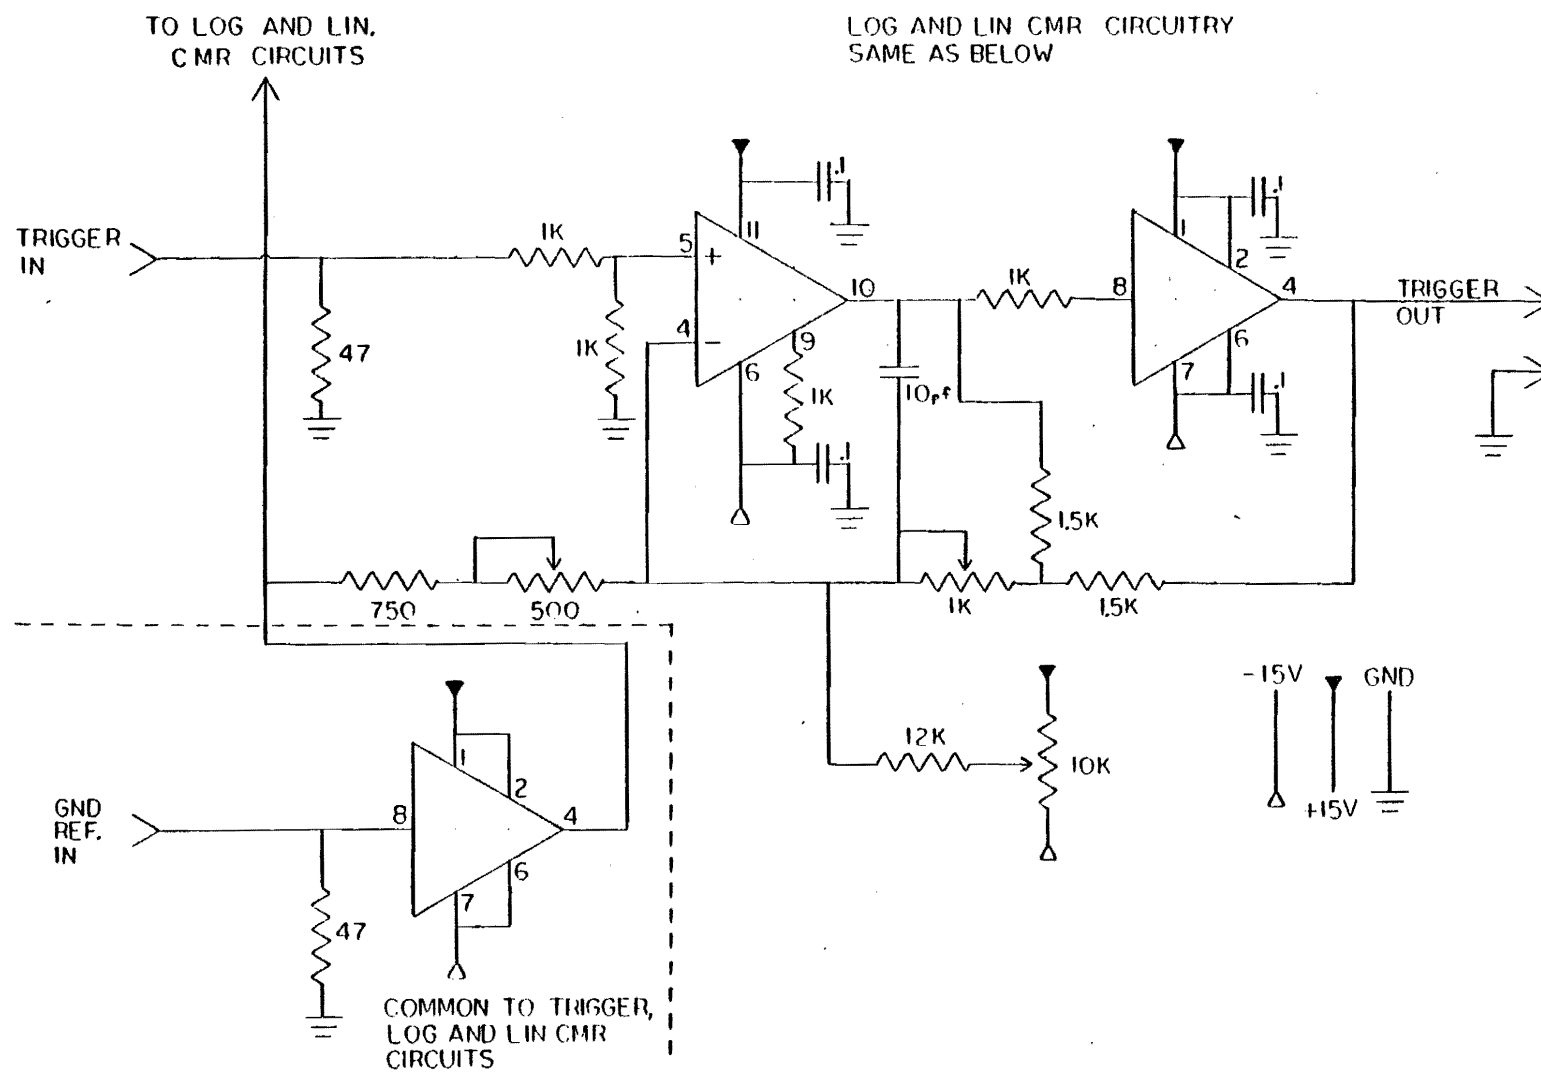 TO LOG AND LIN.
CMR CIRCUITS
LOG AND LIN CMR CIRCUITRY
SAME AS BELOW
TRIGGER
IN
47
1K
1K
5
+
4
-
11
.1
10
9
6
1K
.1
10pf
1K
8
1
.1
2
4
6
7
.1
TRIGGER
OUT
1.5K
750
500
1K
1.5K
12K
10K
-15V
+15V
GND
GND
REF.
IN
47
8
1
2
4
6
7
COMMON TO TRIGGER,
LOG AND LIN CMR
CIRCUITS